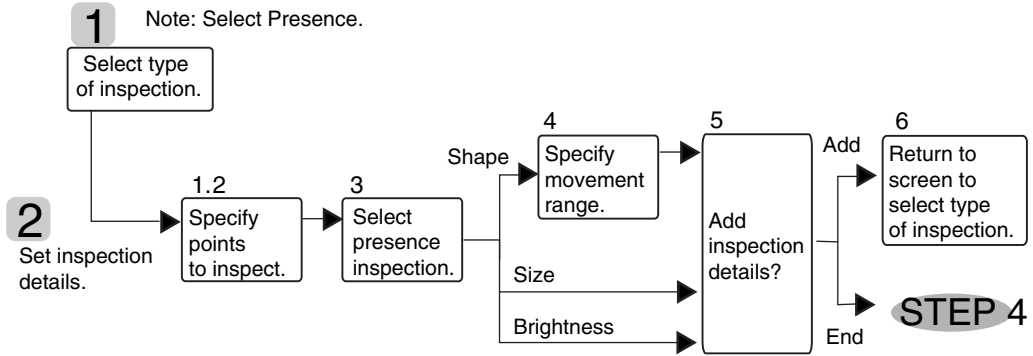 1
Note: Select Presence.
Select type
of inspection.
2
Set inspection
details.
1.2
Specify
points
to inspect.
3
Select
presence
inspection.
Shape
4
Specify
movement
range.
Size
Brightness
5
Add
inspection
details?
Add
6
Return to
screen to
select type
of inspection.
End
STEP 4